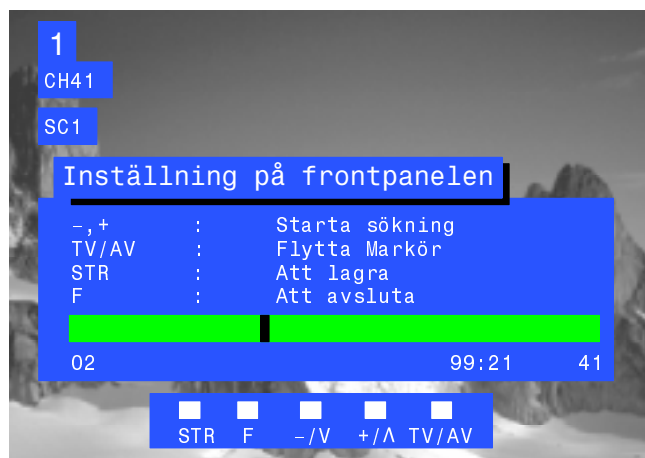 1
CH41
SC1
Inställning på frontpanelen
-,+ : Starta sökning
TV/AV : Flytta Markör
STR : Att lagra
F : Att avsluta
02 99:21 41
STR F -/V +/Λ TV/AV